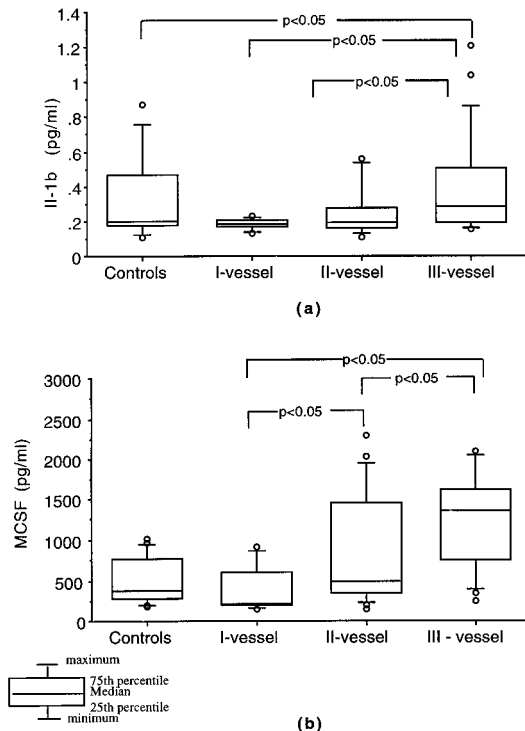 p<0.05
p<0.05
p<0.05
1.4
1.2
1
.8
.6
.4
.2
0
Il-1b (pg/ml)
Controls I-vessel II-vessel III-vessel
(a)
p<0.05
p<0.05
p<0.05
3000
2500
2000
1500
1000
500
0
MCSF (pg/ml)
Controls I-vessel II-vessel III - vessel
maximum
75th percentile
Median
25th percentile
minimum
(b)